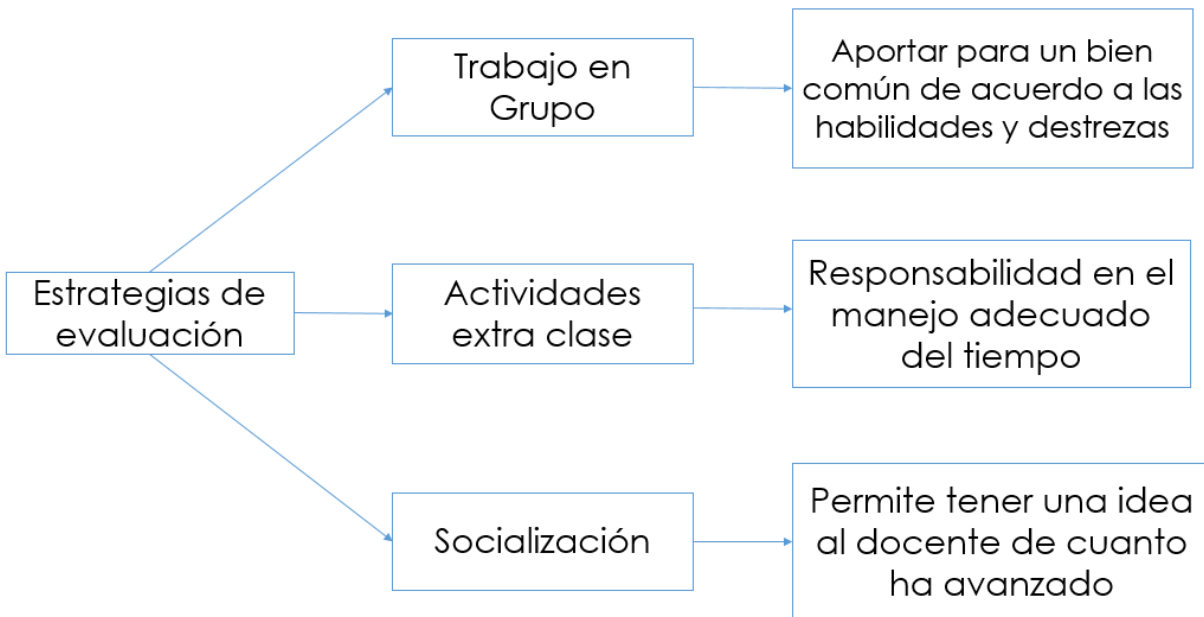 Trabajo en
Grupo
Aportar para un bien
común de acuerdo a las
habilidades y destrezas
Estrategias de
evaluación
Actividades
extra clase
Responsabilidad en el
manejo adecuado
del tiempo
Socialización
Permite tener una idea
al docente de cuanto
ha avanzado